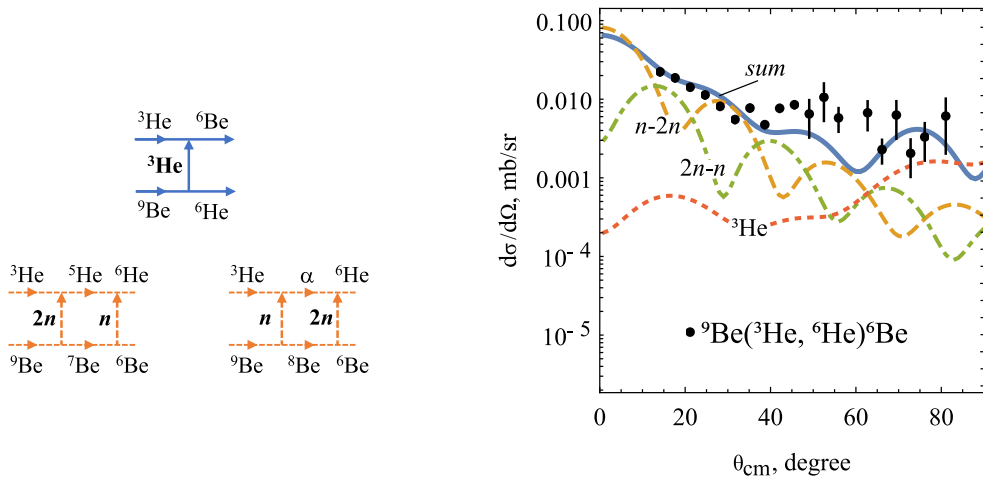 ³He ⁶Be
³He
⁹Be ⁶He
³He ⁵He ⁶He
2n n
⁹Be ⁷Be ⁶Be
³He α ⁶He
n 2n
⁹Be ⁸Be ⁶Be
dσ/dΩ, mb/sr
0.100
0.010
0.001
10⁻⁴
10⁻⁵
sum
n-2n
2n-n
³He
⁹Be(³He, ⁶He)⁶Be
0 20 40 60 80
θcm, degree